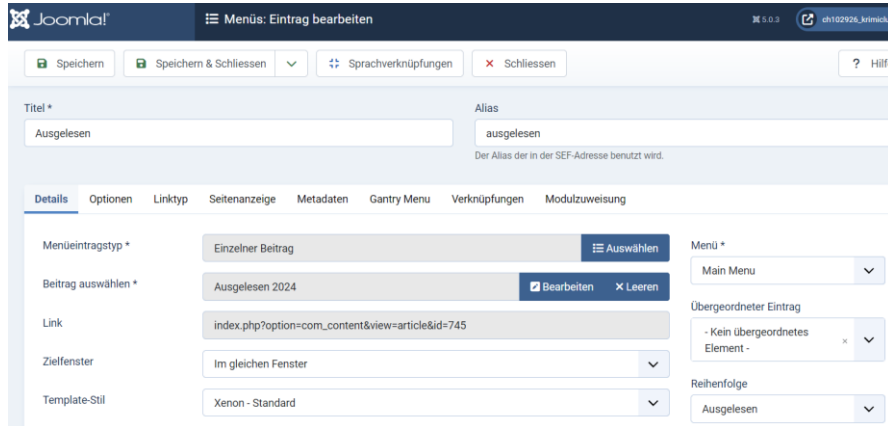 Joomla!® Menüs: Eintrag bearbeiten 5.0.3
Speichern Speichern & Schliessen Sprachverknüpfungen × Schliessen ?
Titel * Alias
Ausgelesen ausgelesen
Der Alias der in der SEF-Adresse benutzt wird.
Details Optionen Linktyp Seitenanzeige Metadaten Gantry Menu Verknüpfungen Modulzuweisung
Menüeintragstyp * Einzelner Beitrag Auswählen Menü *
Main Menu
Beitrag auswählen * Ausgelesen 2024 Bearbeiten × Leeren
Übergeordneter Eintrag
Link index.php?option=com_content&view=article&id=745
- Kein übergeordnetes
Element - ×
Zielfenster Im gleichen Fenster
Reihenfolge
Template-Stil Xenon - Standard Ausgelesen